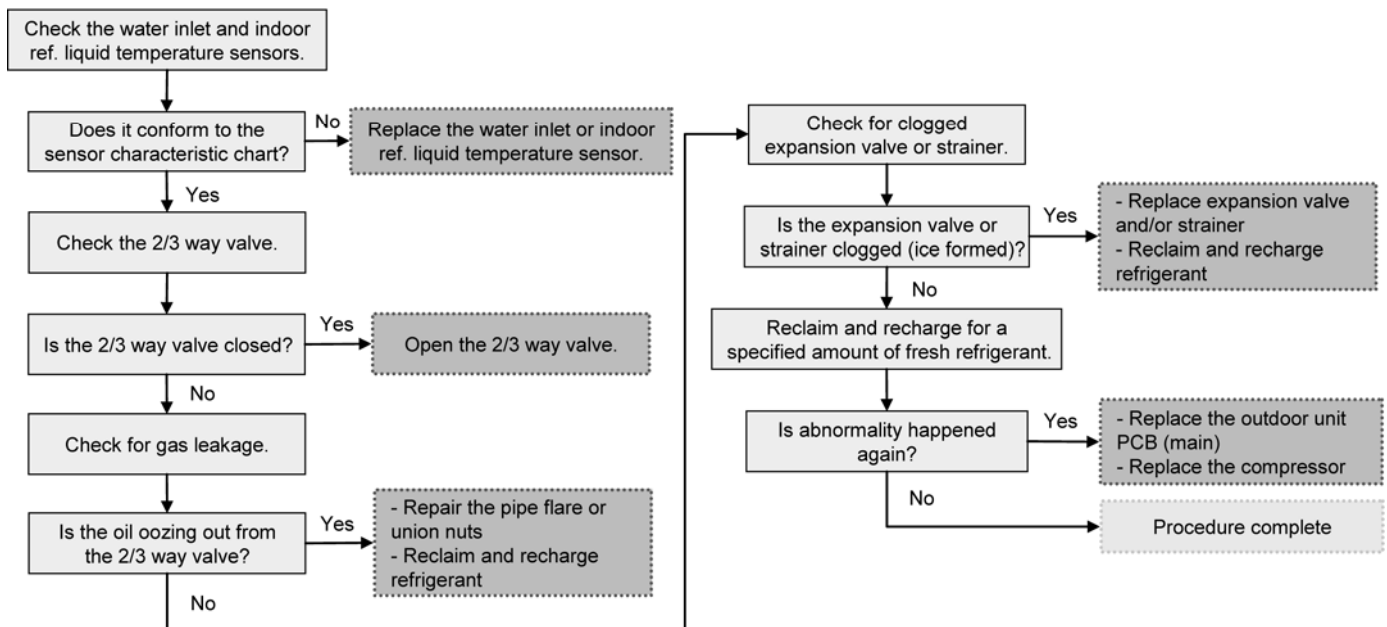 Check the water inlet and indoor
ref. liquid temperature sensors.
Does it conform to the
sensor characteristic chart?
No
Replace the water inlet or indoor
ref. liquid temperature sensor.
Yes
Check the 2/3 way valve.
Is the 2/3 way valve closed?
Yes
Open the 2/3 way valve.
No
Check for gas leakage.
Is the oil oozing out from
the 2/3 way valve?
Yes
- Repair the pipe flare or
union nuts
- Reclaim and recharge
refrigerant
No
Check for clogged
expansion valve or strainer.
Is the expansion valve or
strainer clogged (ice formed)?
Yes
- Replace expansion valve
and/or strainer
- Reclaim and recharge
refrigerant
No
Reclaim and recharge for a
specified amount of fresh refrigerant.
Is abnormality happened
again?
Yes
- Replace the outdoor unit
PCB (main)
- Replace the compressor
No
Procedure complete